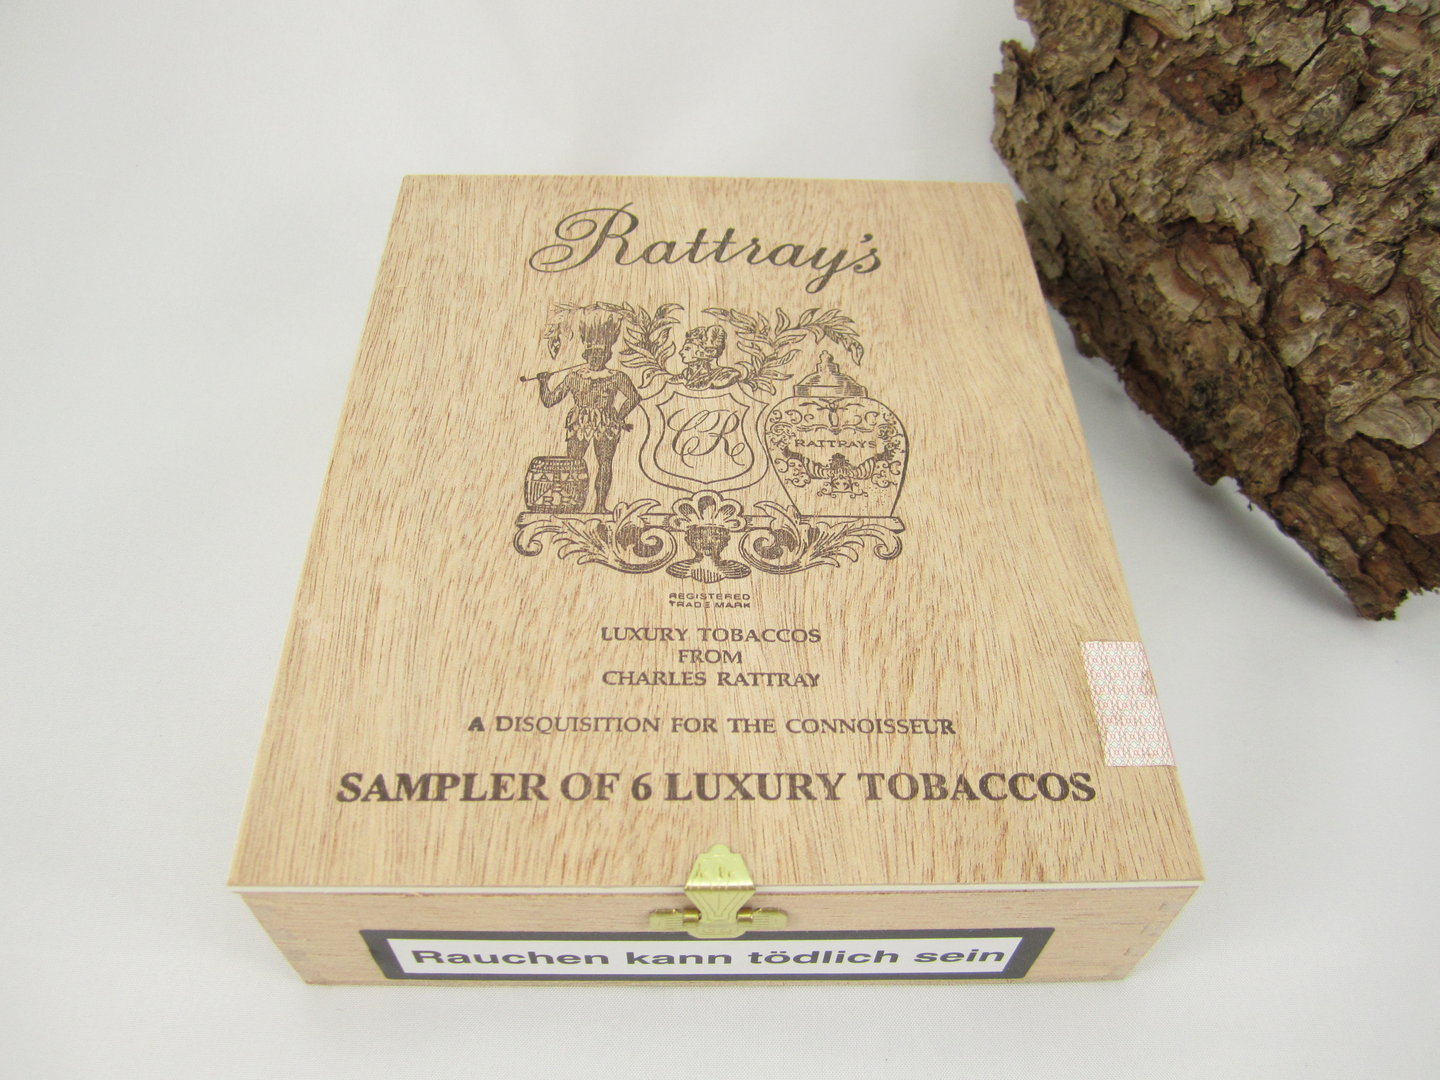 Rattray's
CR
RATTRAYS
REGISTERED
TRADE MARK
LUXURY TOBACCOS
FROM
CHARLES RATTRAY
A DISQUISITION FOR THE CONNOISSEUR
SAMPLER OF 6 LUXURY TOBACCOS
Rauchen kann tödlich sein